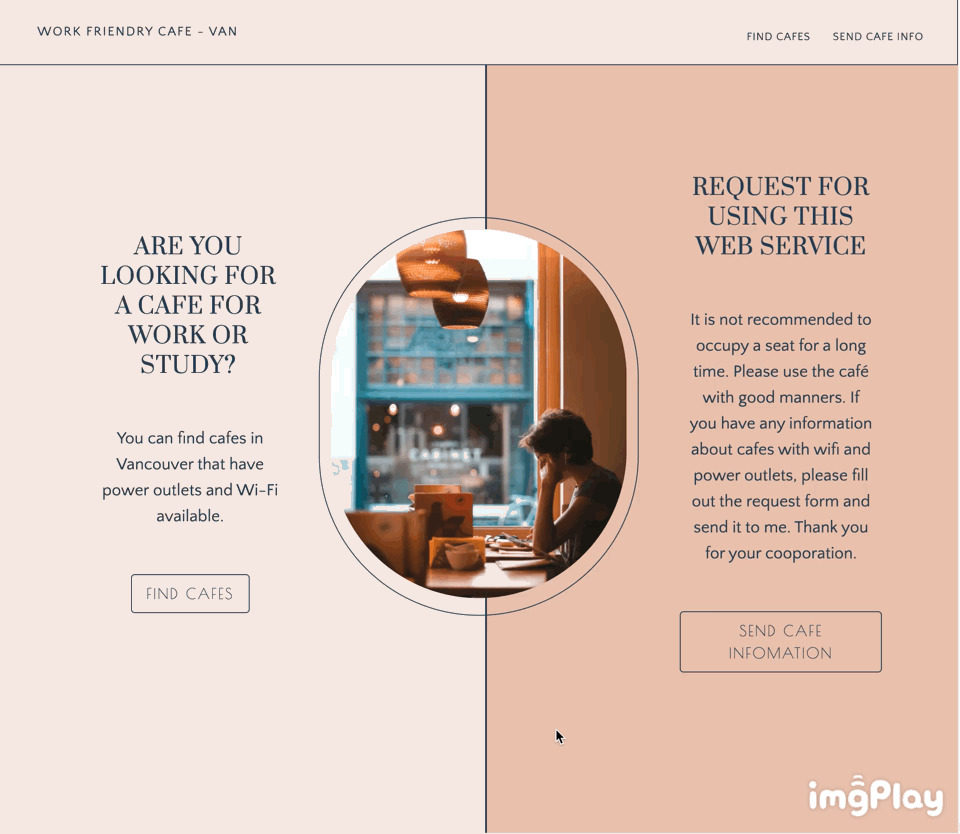 WORK FRIENDRY CAFE - VAN
FIND CAFES
SEND CAFE INFO
ARE YOU
LOOKING FOR
A CAFE FOR
WORK OR
STUDY?
You can find cafes in
Vancouver that have
power outlets and Wi-Fi
available.
FIND CAFES
CABINET
REQUEST FOR
USING THIS
WEB SERVICE
It is not recommended to
occupy a seat for a long
time. Please use the café
with good manners. If
you have any information
about cafes with wifi and
power outlets, please fill
out the request form and
send it to me. Thank you
for your cooporation.
SEND CAFE
INFOMATION
imgPlay